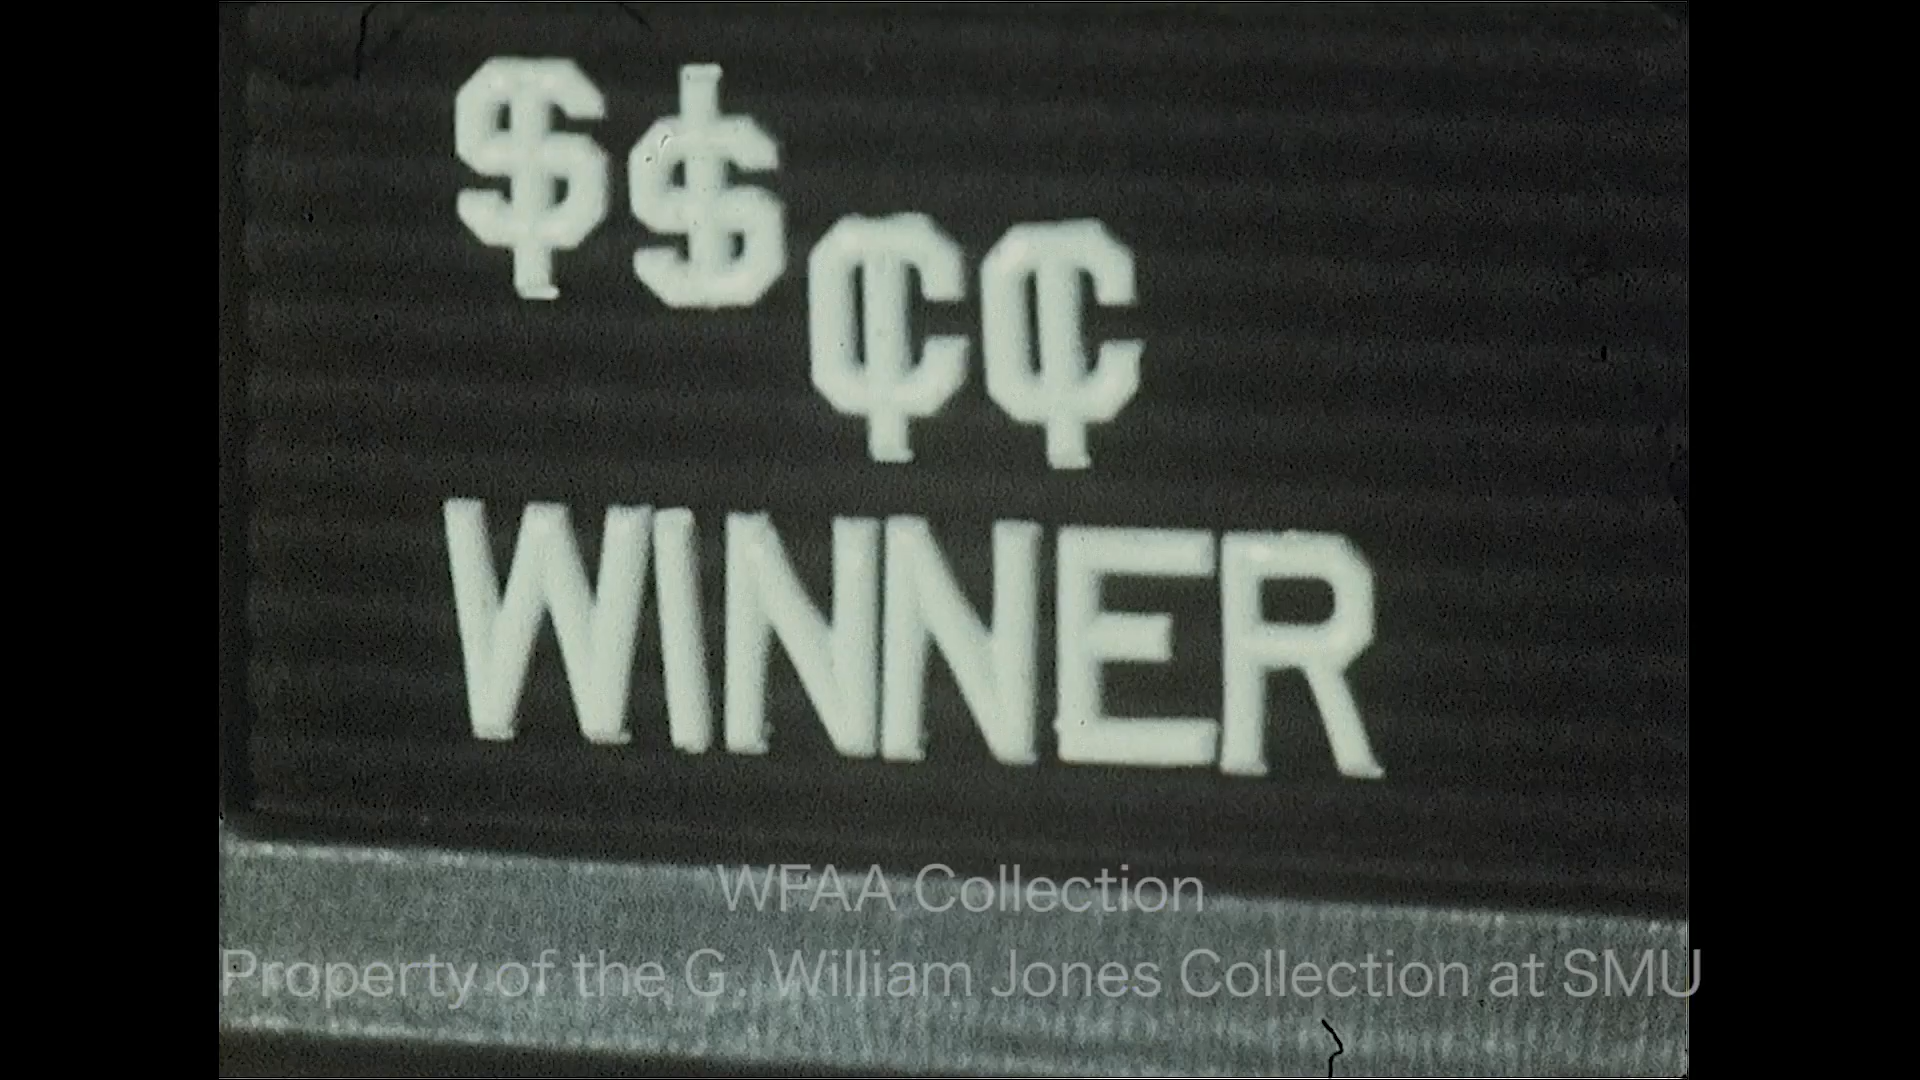 $$¢¢
WINNER
WFAA Collection
Property of the G. William Jones Collection at SMU